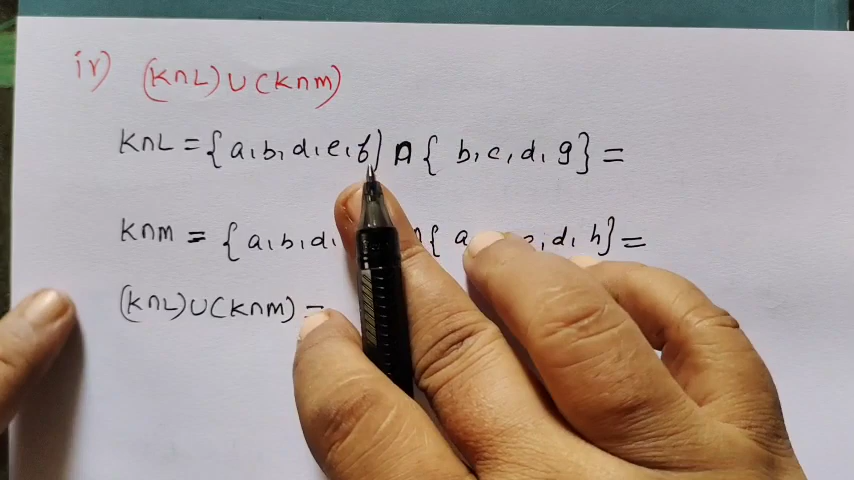 iv) (K∩L)∪(K∩M)
K∩L = {a, b, d, e, f} ∩ { b, c, d, g} =
K∩M = {a, b, d, ∩{ a, c, d, h} =
(K∩L)∪(K∩M) =